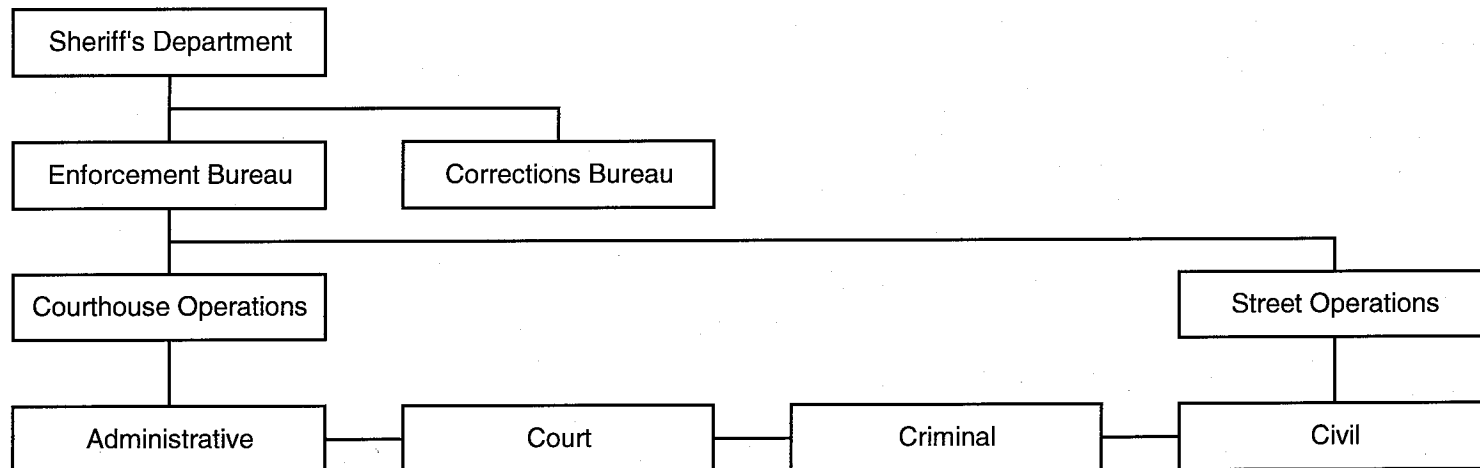 Sheriff's Department
Enforcement Bureau
Corrections Bureau
Courthouse Operations
Street Operations
Administrative
Court
Criminal
Civil